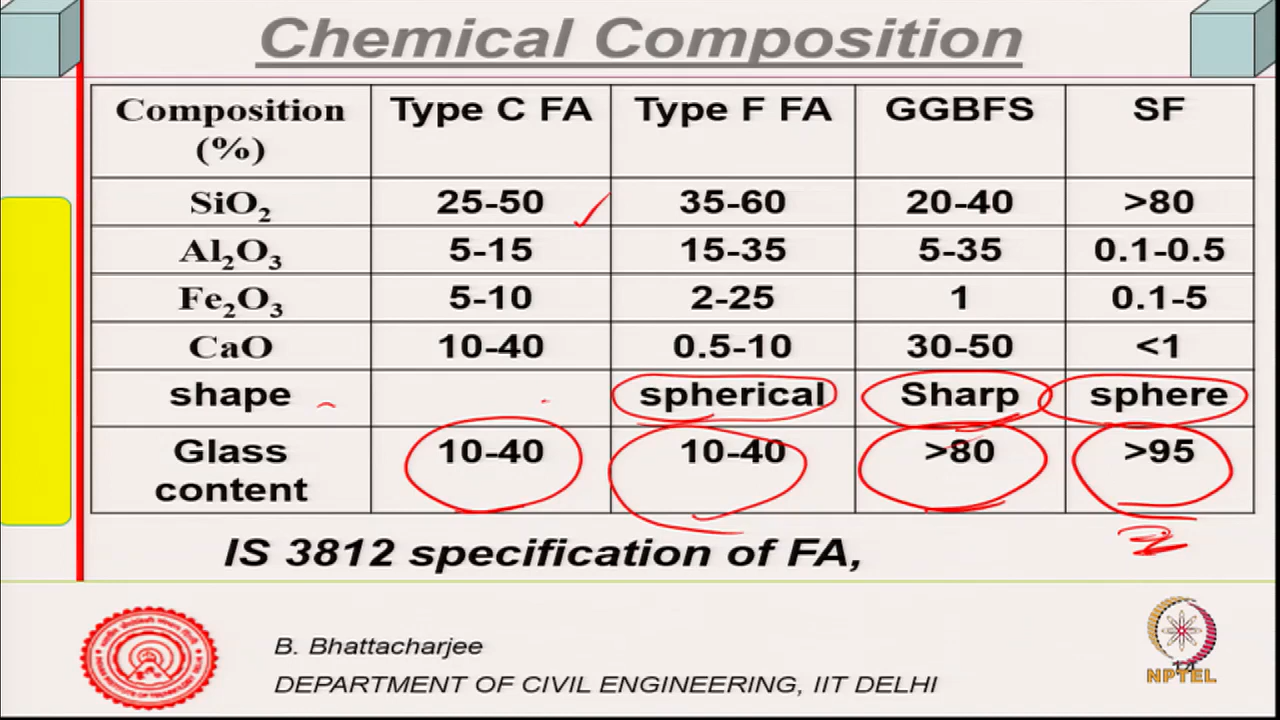 Chemical Composition
Composition (%) Type C FA Type F FA GGBFS SF
SiO₂ 25-50 35-60 20-40 >80
Al₂O₃ 5-15 15-35 5-35 0.1-0.5
Fe₂O₃ 5-10 2-25 1 0.1-5
CaO 10-40 0.5-10 30-50 <1
shape spherical Sharp sphere
Glass content 10-40 10-40 >80 >95
IS 3812 specification of FA,
B. Bhattacharjee
DEPARTMENT OF CIVIL ENGINEERING, IIT DELHI
14
NPTEL